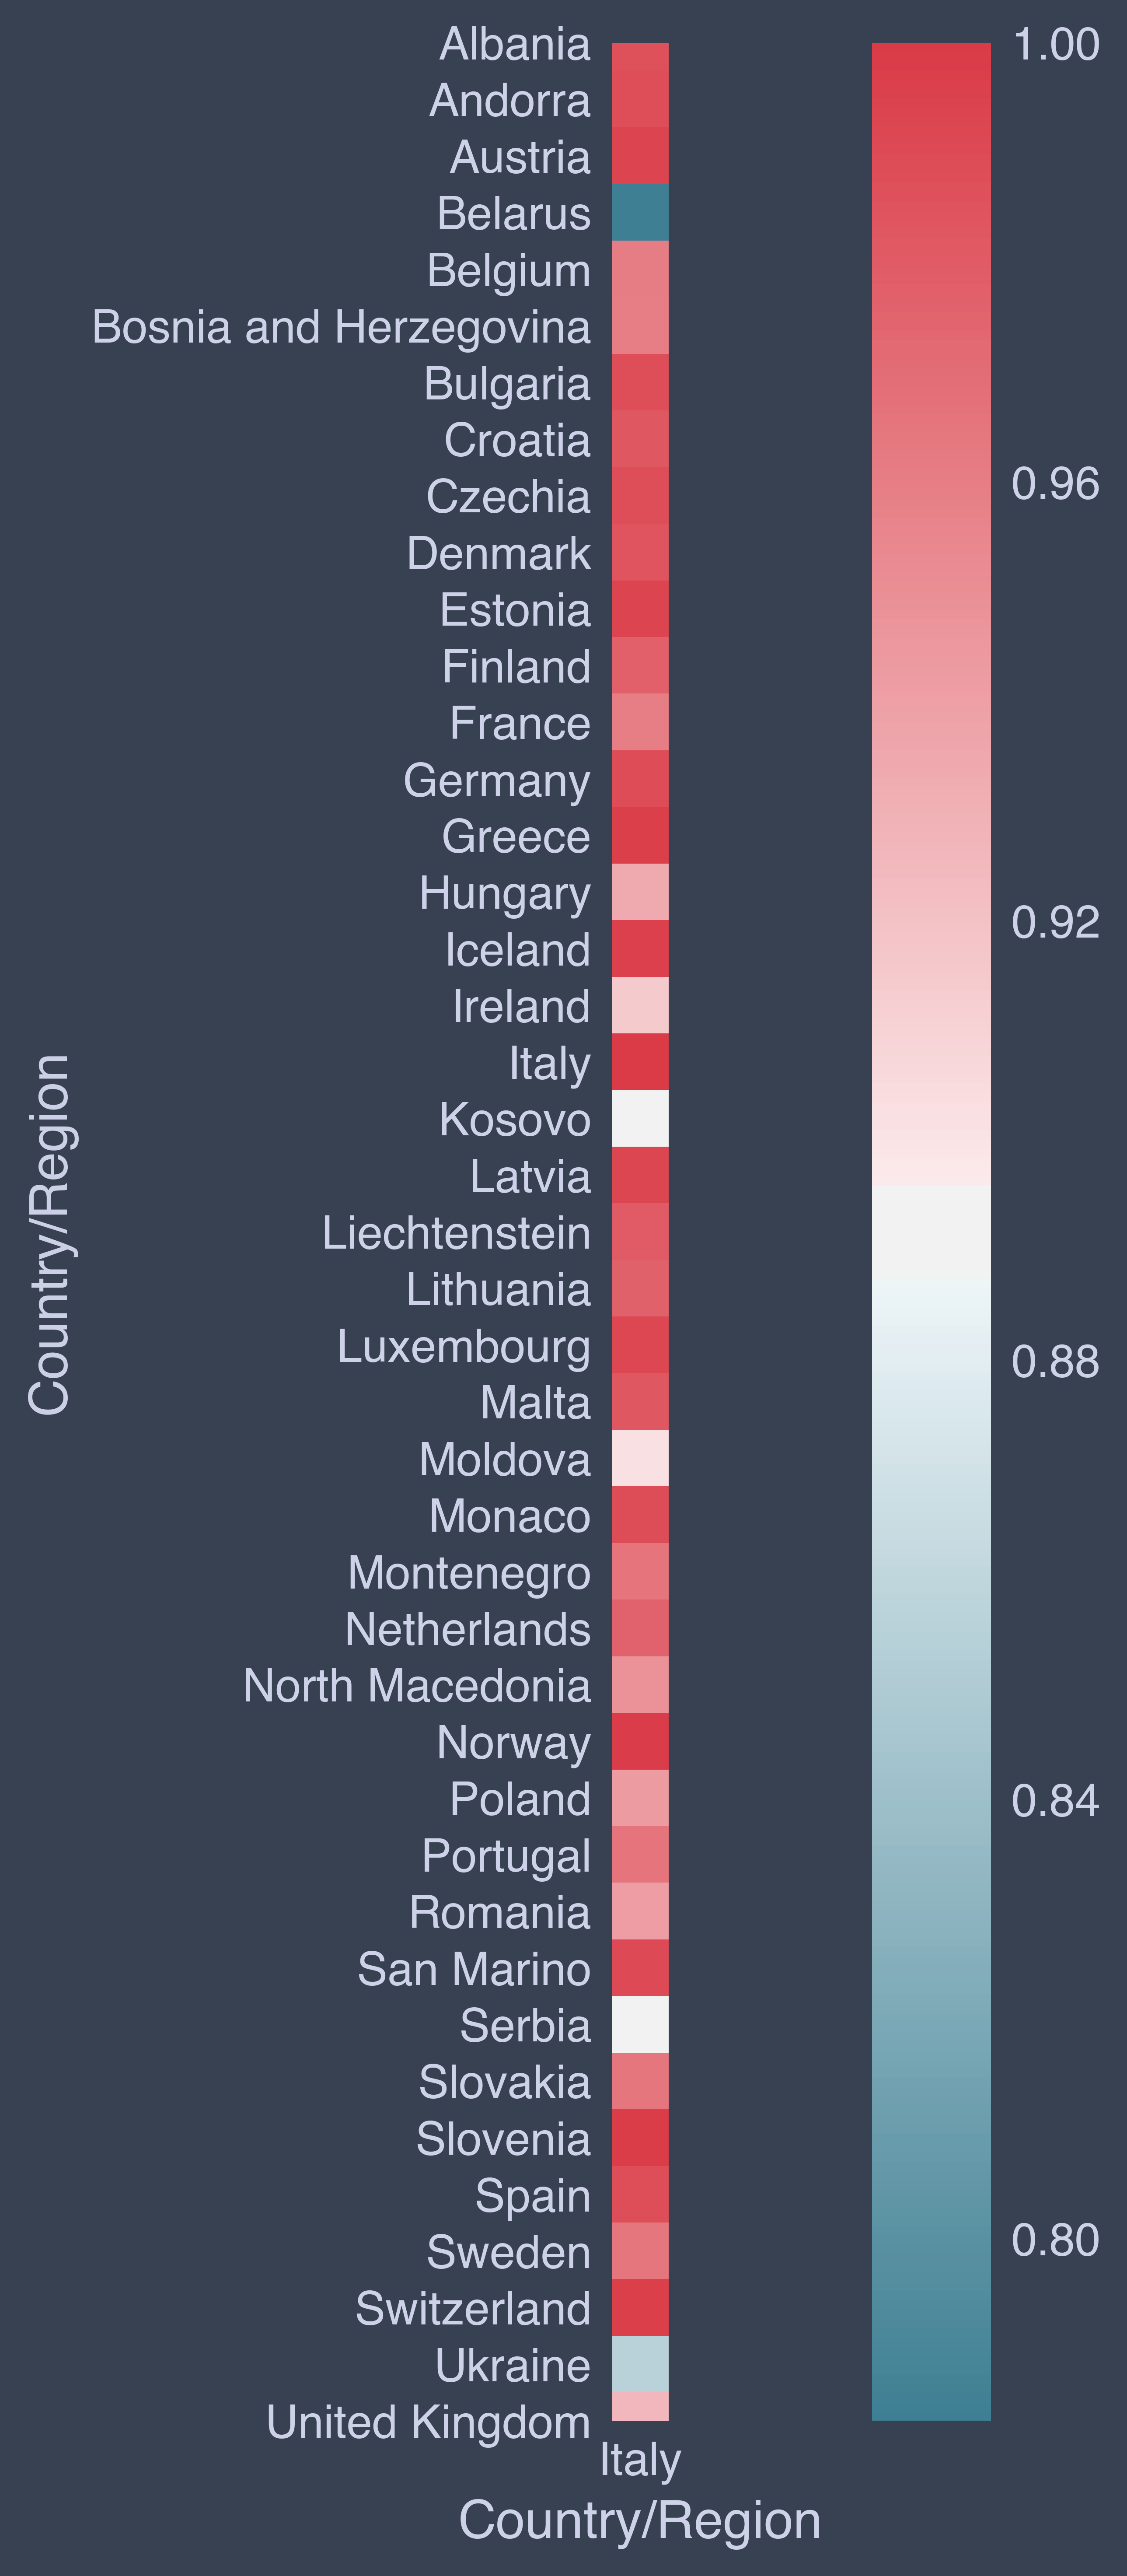 Albania
Andorra
Austria
Belarus
Belgium
Bosnia and Herzegovina
Bulgaria
Croatia
Czechia
Denmark
Estonia
Finland
France
Germany
Greece
Hungary
Iceland
Ireland
Italy
Kosovo
Latvia
Liechtenstein
Lithuania
Luxembourg
Malta
Moldova
Monaco
Montenegro
Netherlands
North Macedonia
Norway
Poland
Portugal
Romania
San Marino
Serbia
Slovakia
Slovenia
Spain
Sweden
Switzerland
Ukraine
United Kingdom
Country/Region
Italy
Country/Region
1.00
0.96
0.92
0.88
0.84
0.80